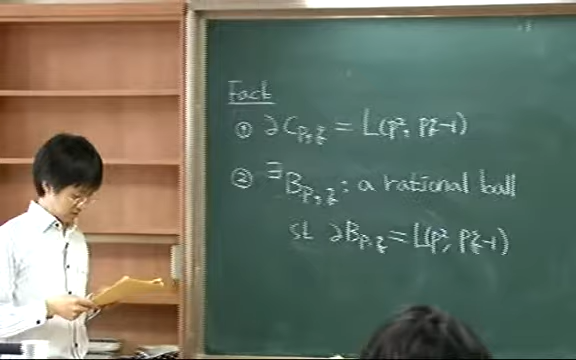 Fact
① ∂C_{p,q} = L(p², pq-1)
② ∃B_{p,q} : a rational ball
st ∂B_{p,q} = L(p², pq-1)